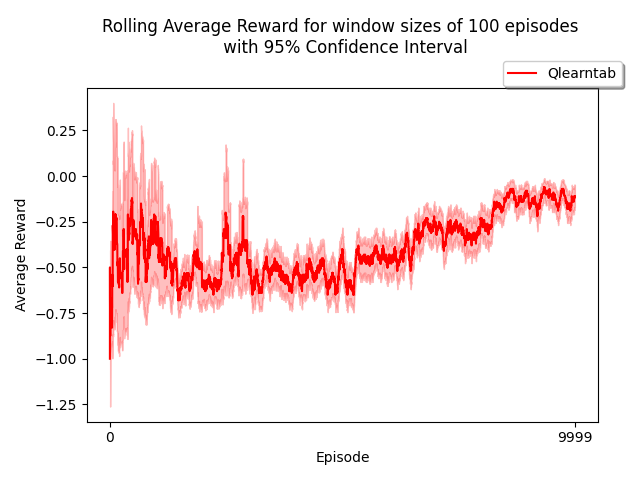 Rolling Average Reward for window sizes of 100 episodes
with 95% Confidence Interval
Qlearntab
0.25
0.00
−0.25
−0.50
−0.75
−1.00
−1.25
Average Reward
0
9999
Episode